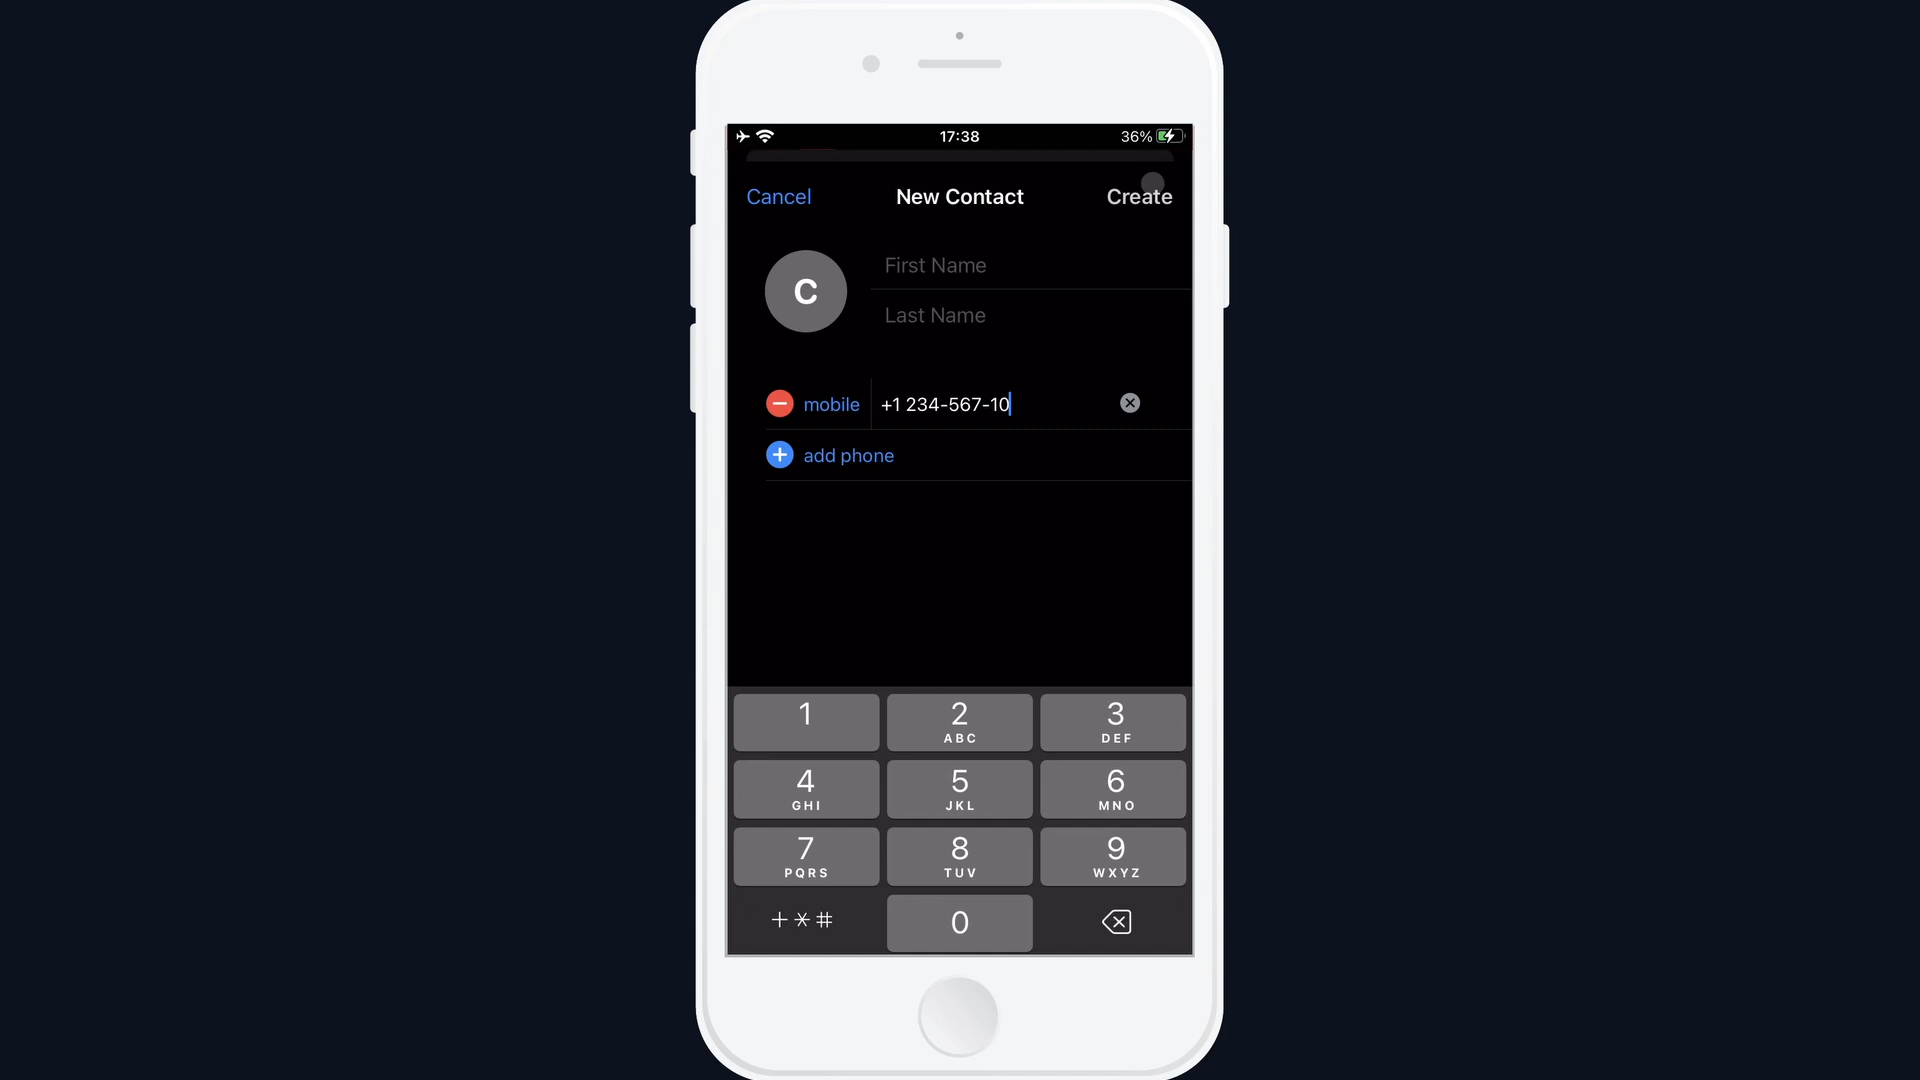 17:38
36%
Cancel New Contact Create
C
First Name
Last Name
mobile +1 234-567-10
add phone
1 2 3
ABC DEF
4 5 6
GHI JKL MNO
7 8 9
PQRS TUV WXYZ
+*# 0